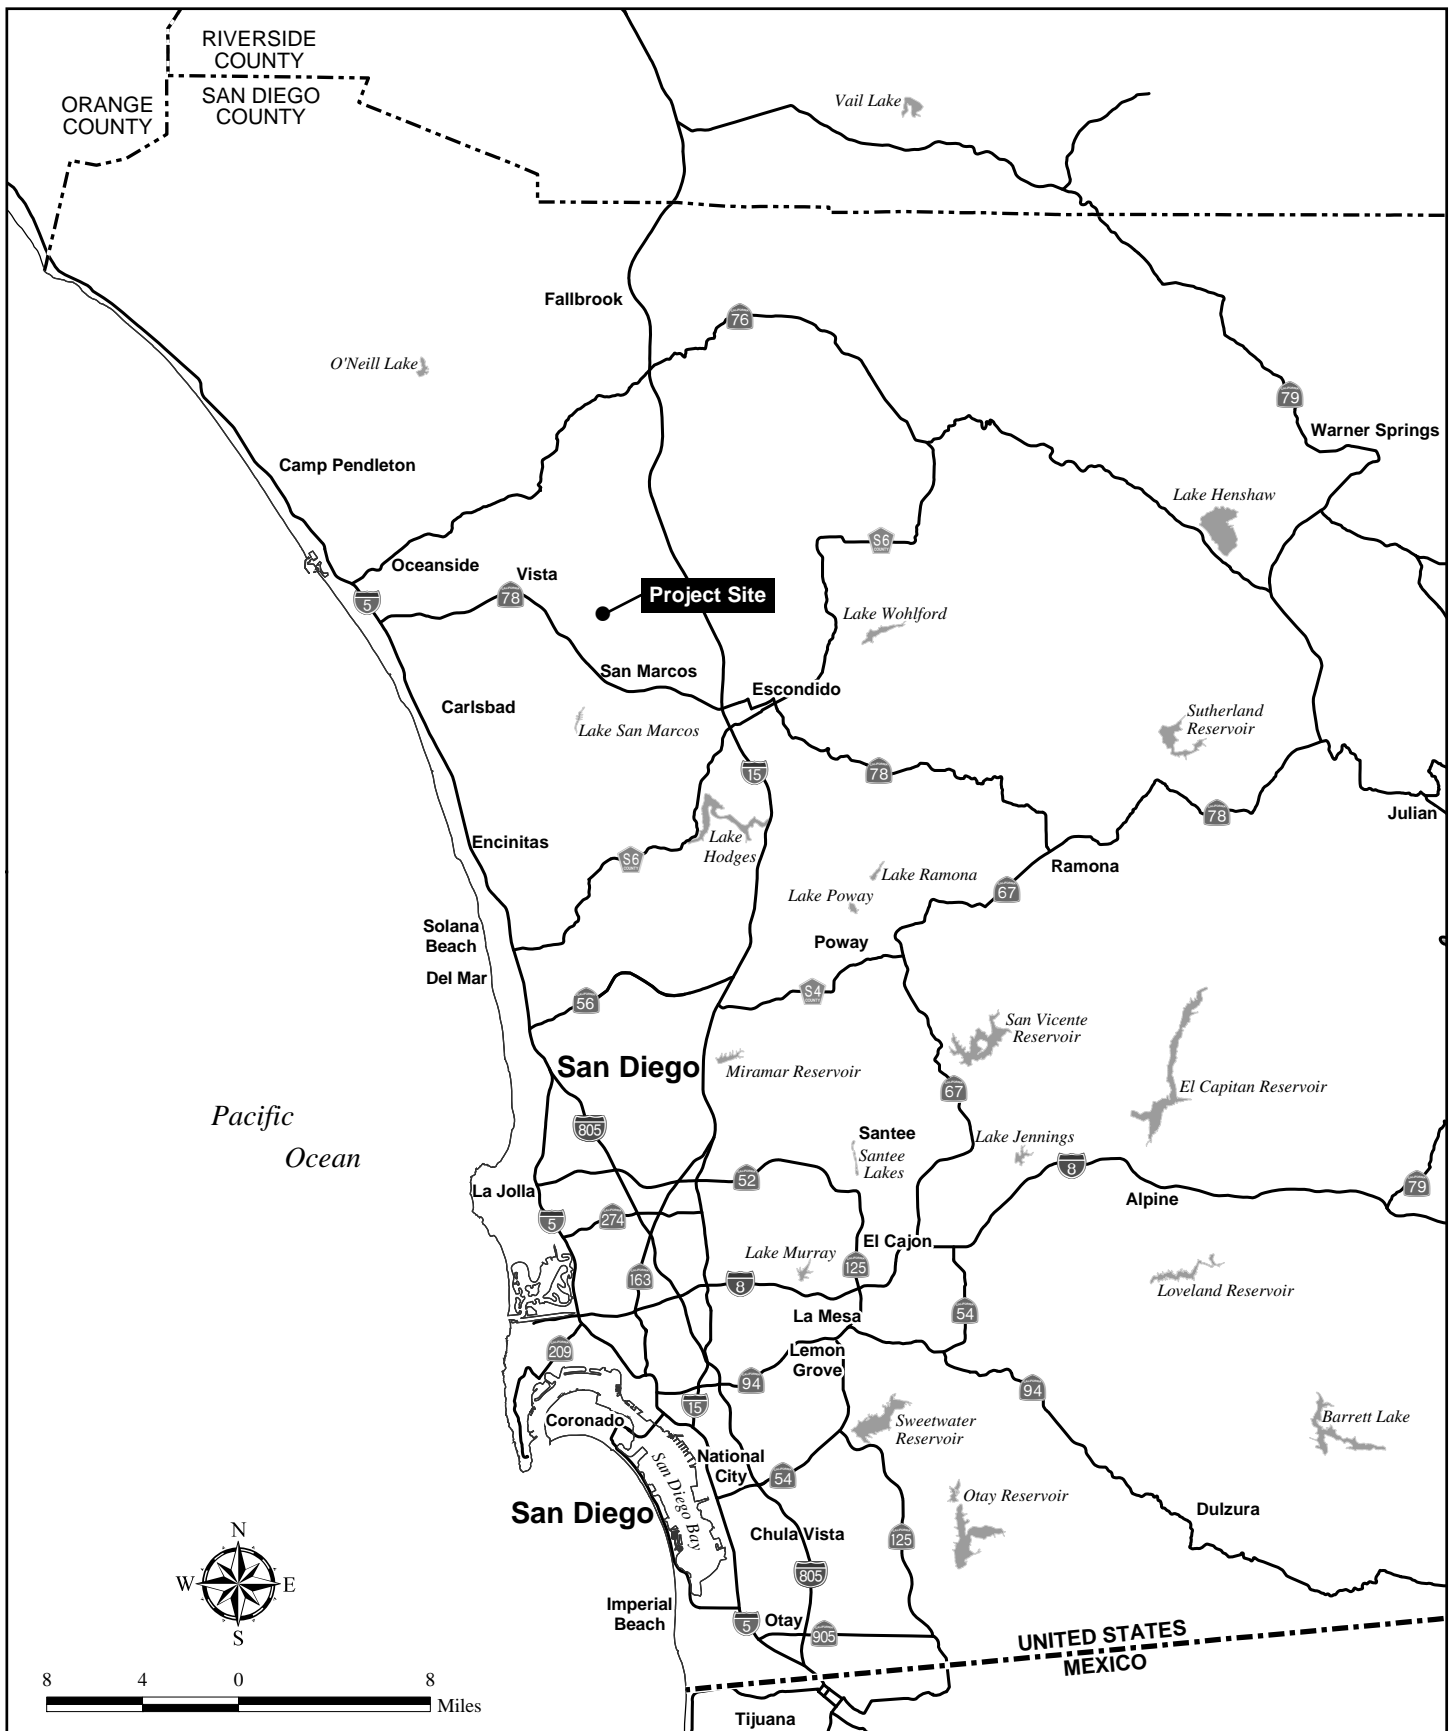 RIVERSIDE
COUNTY
ORANGE
COUNTY
SAN DIEGO
COUNTY
Vail Lake
Fallbrook
76
O'Neill Lake
79
Warner Springs
Camp Pendleton
Lake Henshaw
S6
COUNTY
Oceanside
Vista
5
78
Project Site
Lake Wohlford
San Marcos
Escondido
Carlsbad
Lake San Marcos
Sutherland
Reservoir
15
78
78
Julian
Encinitas
Lake
Hodges
S6
COUNTY
Ramona
Lake Ramona
67
Lake Poway
Solana
Beach
Poway
Del Mar
56
S4
COUNTY
San Vicente
Reservoir
San Diego
Miramar Reservoir
67
El Capitan Reservoir
Pacific
Ocean
805
Santee
Santee
Lakes
Lake Jennings
8
52
La Jolla
79
Alpine
5
274
El Cajon
Lake Murray
163
8
125
Loveland Reservoir
La Mesa
54
209
Lemon
Grove
94
94
15
Coronado
Sweetwater
Reservoir
Barrett Lake
National
City
San Diego Bay
54
San Diego
Otay Reservoir
Dulzura
Chula Vista
125
805
N
W
E
S
Imperial
Beach
5
Otay
905
UNITED STATES
MEXICO
8 4 0 8
Miles
Tijuana